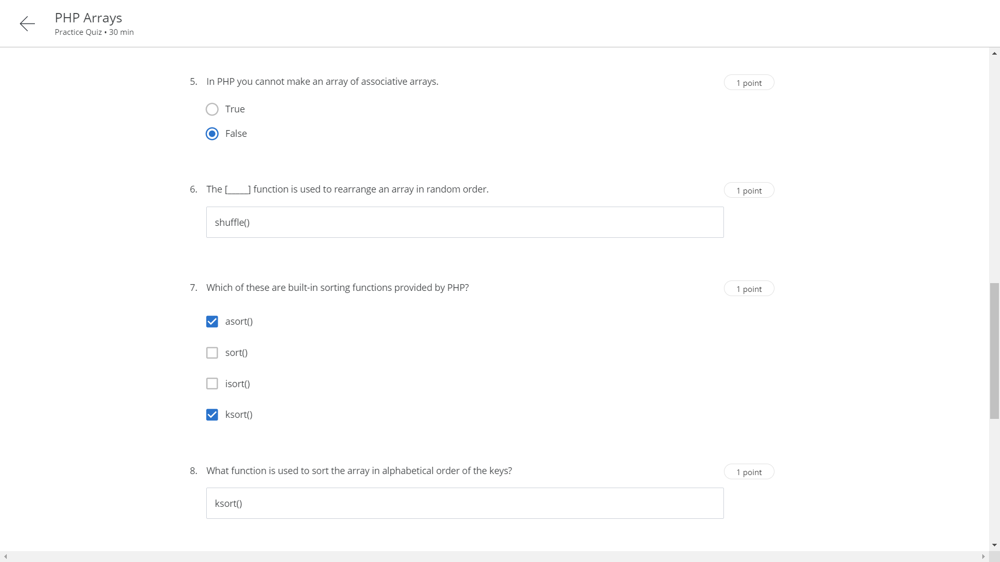 PHP Arrays
Practice Quiz • 30 min
5. In PHP you cannot make an array of associative arrays.
1 point
True
False
6. The [_____] function is used to rearrange an array in random order.
1 point
shuffle()
7. Which of these are built-in sorting functions provided by PHP?
1 point
asort()
sort()
isort()
ksort()
8. What function is used to sort the array in alphabetical order of the keys?
1 point
ksort()